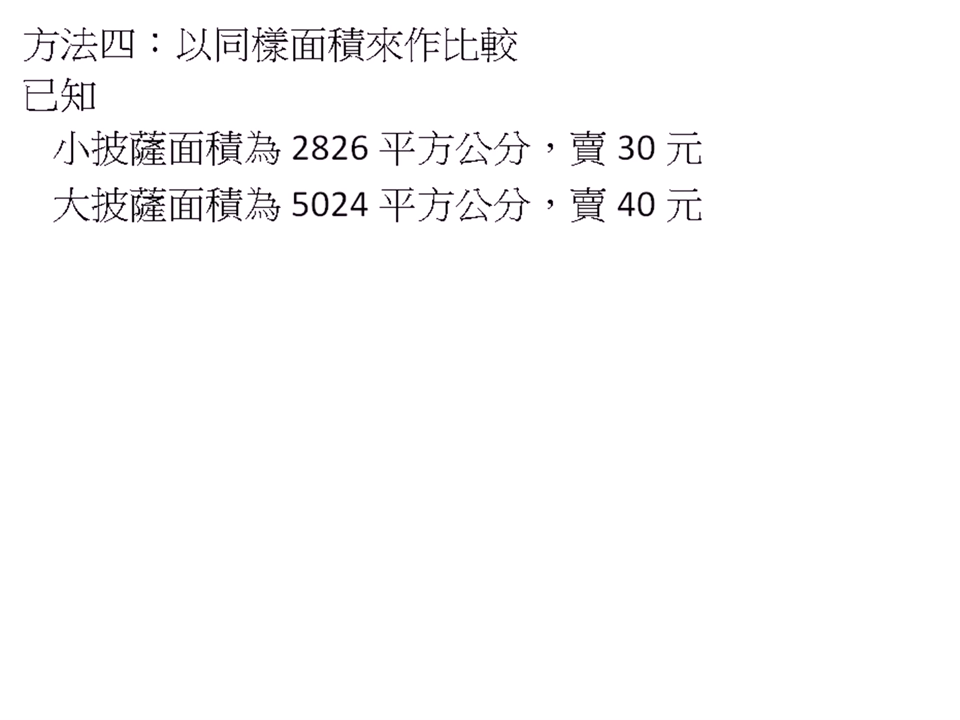 方法四：以同樣面積來作比較
已知
小披薩面積為 2826 平方公分，賣 30 元
大披薩面積為 5024 平方公分，賣 40 元